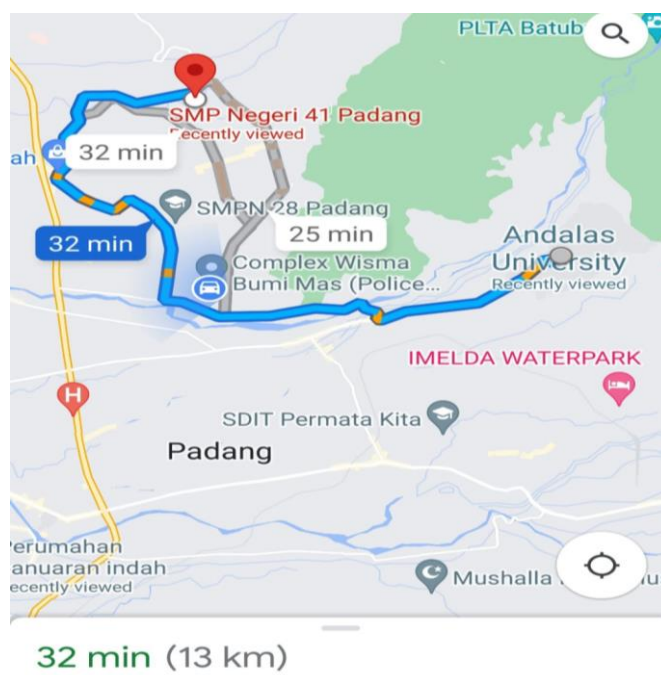 PLTA Batub
SMP Negeri 41 Padang
Recently viewed
ah
32 min
SMPN 28 Padang
32 min
25 min
Andalas
University
Recently viewed
Complex Wisma
Bumi Mas (Police...
IMELDA WATERPARK
H
SDIT Permata Kita
Padang
erumahan
anuaran indah
ecently viewed
Mushalla
32 min (13 km)